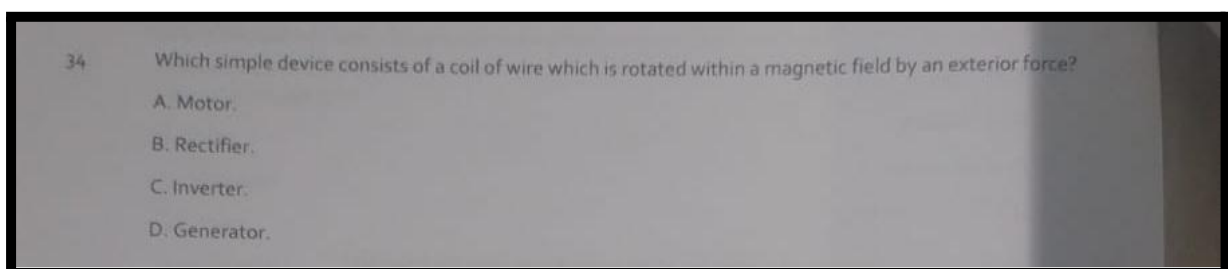 34 Which simple device consists of a coil of wire which is rotated within a magnetic field by an exterior force?
A. Motor.
B. Rectifier.
C. Inverter.
D. Generator.